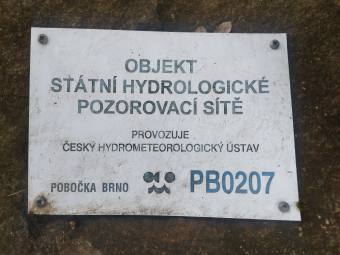 OBJEKT
STÁTNÍ HYDROLOGICKÉ
POZOROVACÍ SÍTĚ
PROVOZUJE
ČESKÝ HYDROMETEOROLOGICKÝ ÚSTAV
POBOČKA BRNO PB0207